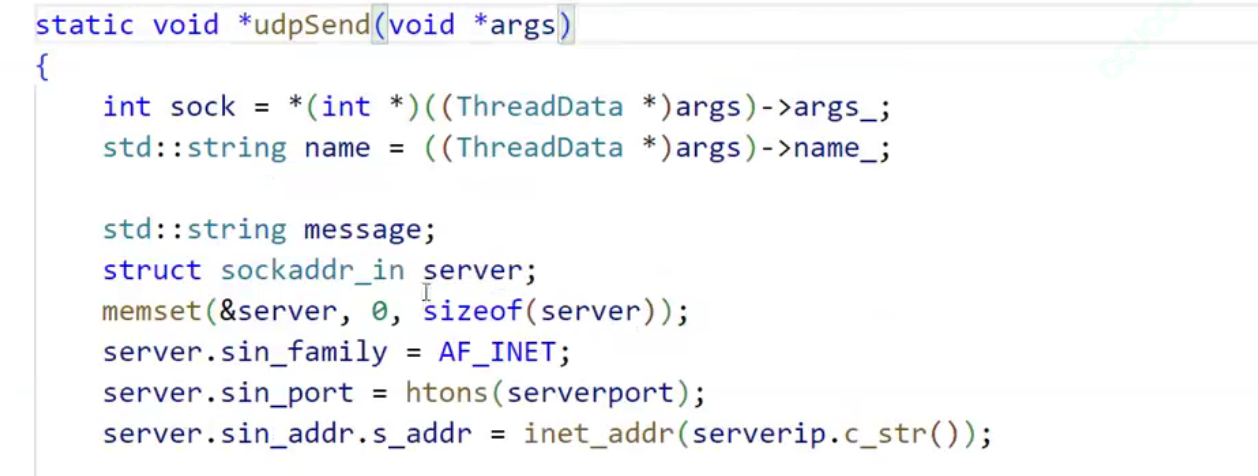 static void *udpSend(void *args)
{
int sock = *(int *)((ThreadData *)args)->args_;
std::string name = ((ThreadData *)args)->name_;
std::string message;
struct sockaddr_in server;
memset(&server, 0, sizeof(server));
server.sin_family = AF_INET;
server.sin_port = htons(serverport);
server.sin_addr.s_addr = inet_addr(serverip.c_str());